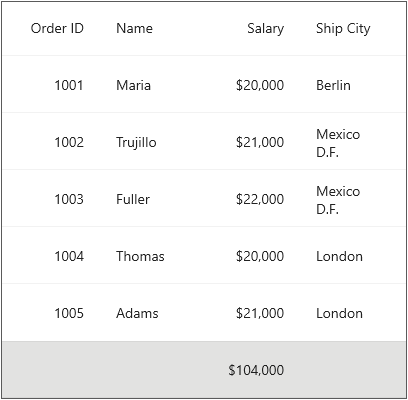 Order ID Name Salary Ship City
1001 Maria $20,000 Berlin
1002 Trujillo $21,000 Mexico
D.F.
1003 Fuller $22,000 Mexico
D.F.
1004 Thomas $20,000 London
1005 Adams $21,000 London
$104,000